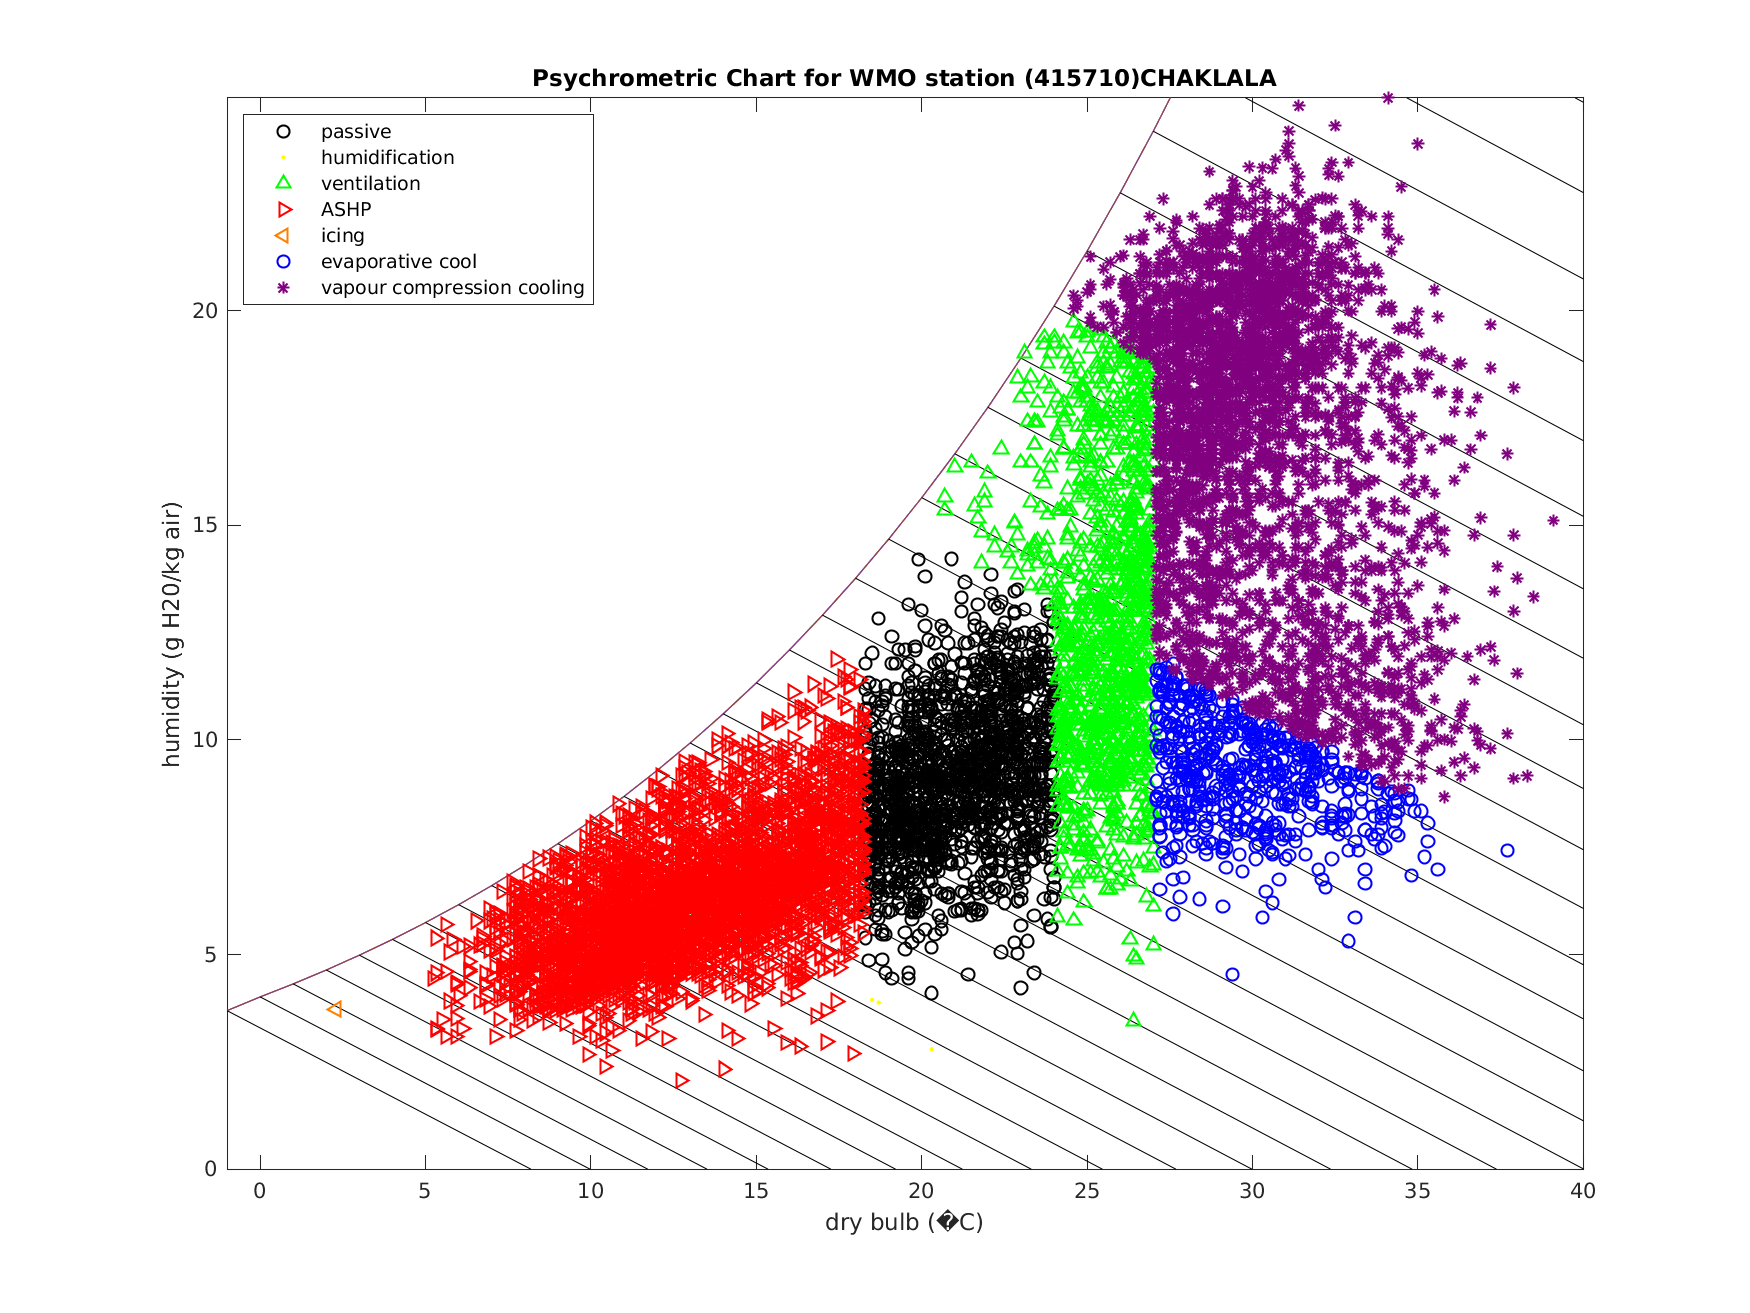 Psychrometric Chart for WMO station (415710)CHAKLALA
passive
humidification
ventilation
ASHP
icing
evaporative cool
vapour compression cooling
humidity (g H20/kg air)
20
15
10
5
0
0 5 10 15 20 25 30 35 40
dry bulb (�C)